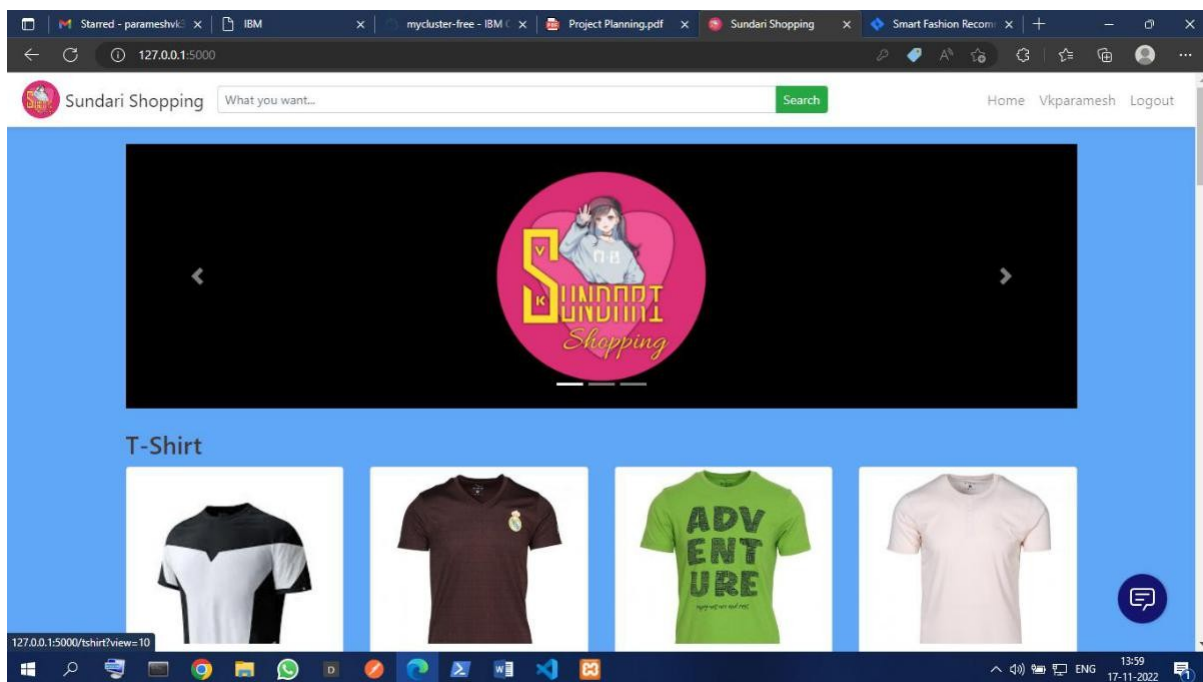 Starred - parameshvk3
IBM
mycluster-free - IBM C
Project Planning.pdf
Sundari Shopping
Smart Fashion Recom
127.0.0.1:5000
Sundari Shopping
What you want...
Search
Home
Vkparamesh
Logout
V
K
SUNDARI
Shopping
T-Shirt
ADV
ENT
URE
127.0.0.1:5000/tshirt?view=10
ENG
13:59
17-11-2022